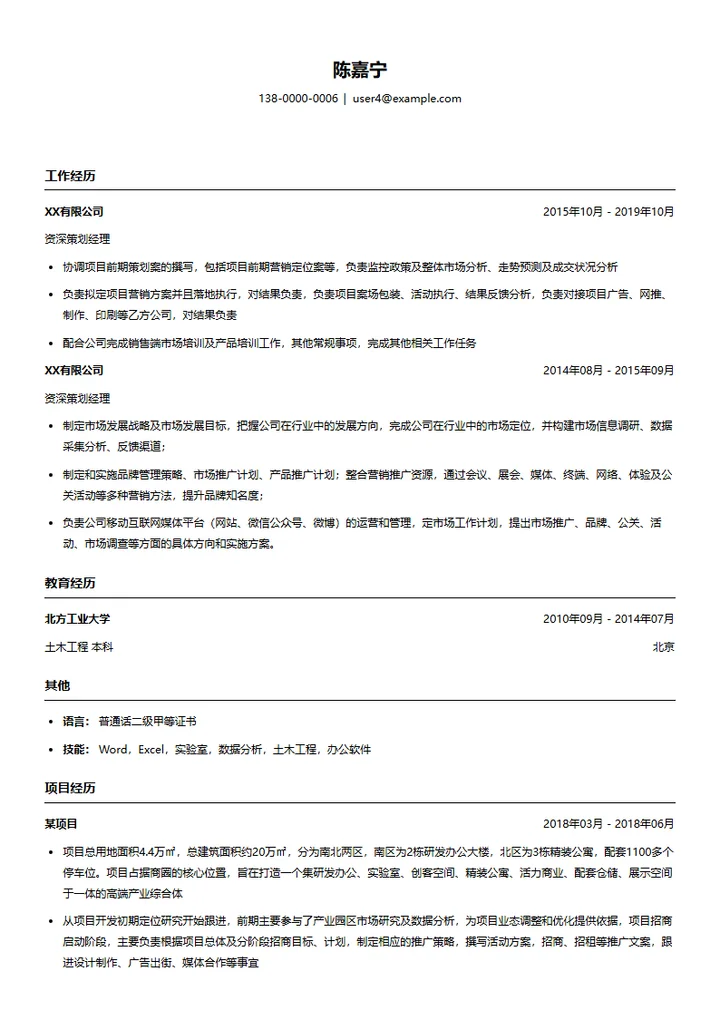 陈嘉宁
138-0000-0006 | user4@example.com
工作经历
XX有限公司 2015年10月 - 2019年10月
资深策划经理
• 协调项目前期策划案的撰写，包括项目前期营销定位案等，负责监控政策及整体市场分析、走势预测及成交状况分析
• 负责拟定项目营销方案并且落地执行，对结果负责，负责项目案场包装、活动执行、结果反馈分析，负责对接项目广告、网推、
制作、印刷等乙方公司，对结果负责
• 配合公司完成销售端市场培训及产品培训工作，其他常规事项，完成其他相关工作任务
XX有限公司 2014年08月 - 2015年09月
资深策划经理
• 制定市场发展战略及市场发展目标，把握公司在行业中的发展方向，完成公司在行业中的市场定位，并构建市场信息调研、数据
采集分析、反馈渠道；
• 制定和实施品牌管理策略、市场推广计划、产品推广计划；整合营销推广资源，通过会议、展会、媒体、终端、网络、体验及公
关活动等多种营销方法，提升品牌知名度；
• 负责公司移动互联网媒体平台（网站、微信公众号、微博）的运营和管理，定市场工作计划，提出市场推广、品牌、公关、活
动、市场调查等方面的具体方向和实施方案。
教育经历
北方工业大学 2010年09月 - 2014年07月
土木工程 本科 北京
其他
• 语言： 普通话二级甲等证书
• 技能： Word，Excel，实验室，数据分析，土木工程，办公软件
项目经历
某项目 2018年03月 - 2018年06月
• 项目总用地面积4.4万㎡，总建筑面积约20万㎡，分为南北两区，南区为2栋研发办公大楼，北区为3栋精装公寓，配套1100多个
停车位。项目占据商圈的核心位置，旨在打造一个集研发办公、实验室、创客空间、精装公寓、活力商业、配套仓储、展示空间
于一体的高端产业综合体
• 从项目开发初期定位研究开始跟进，前期主要参与了产业园区市场研究及数据分析，为项目业态调整和优化提供依据，项目招商
启动阶段，主要负责根据项目总体及分阶段招商目标、计划，制定相应的推广策略，撰写活动方案，招商、招租等推广文案，跟
进设计制作、广告出街、媒体合作等事宜